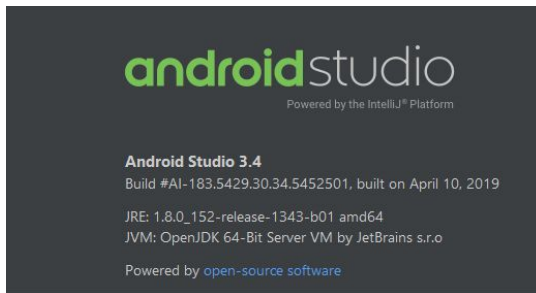 androidstudio
Powered by the IntelliJ® Platform
Android Studio 3.4
Build #AI-183.5429.30.34.5452501, built on April 10, 2019
JRE: 1.8.0_152-release-1343-b01 amd64
JVM: OpenJDK 64-Bit Server VM by JetBrains s.r.o
Powered by open-source software